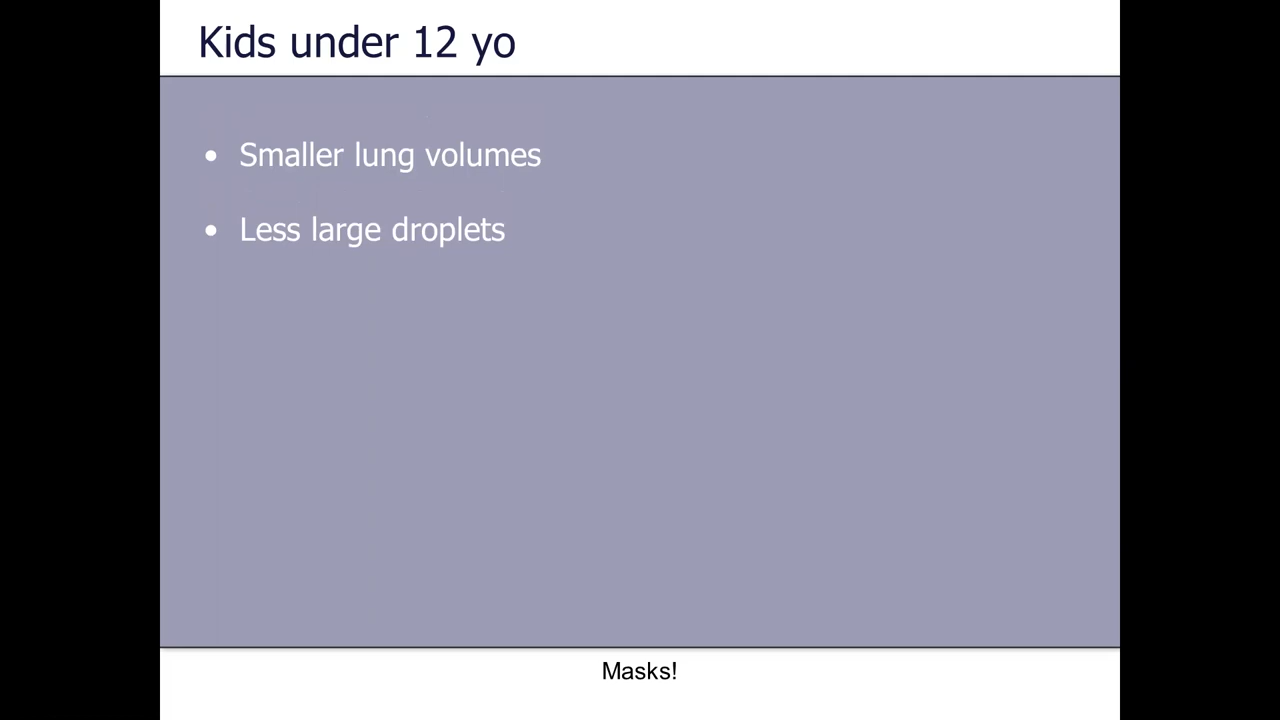 Kids under 12 yo
• Smaller lung volumes
• Less large droplets
Masks!